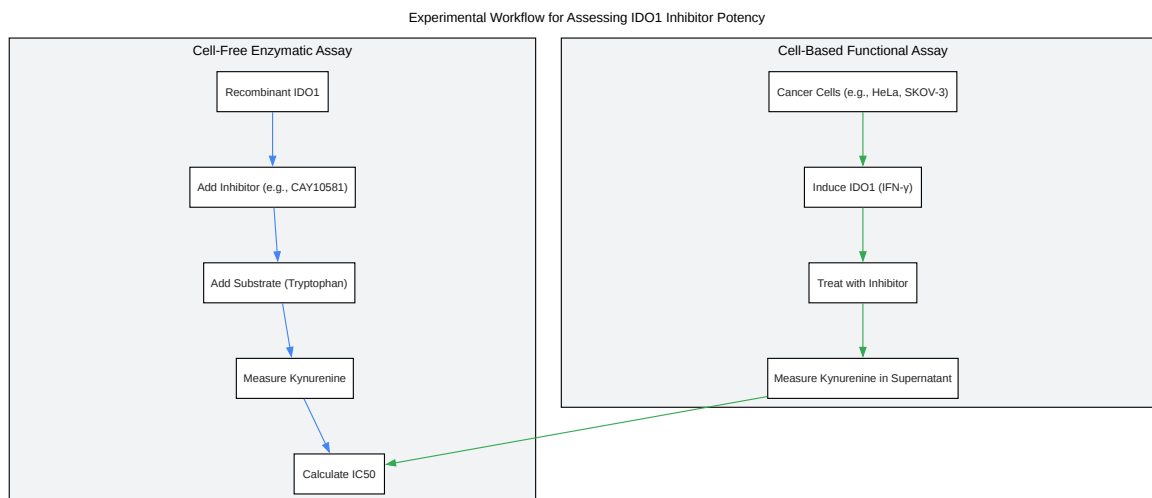 Experimental Workflow for Assessing IDO1 Inhibitor Potency
Cell-Free Enzymatic Assay
Recombinant IDO1
Add Inhibitor (e.g., CAY10581)
Add Substrate (Tryptophan)
Measure Kynurenine
Calculate IC50
Cell-Based Functional Assay
Cancer Cells (e.g., HeLa, SKOV-3)
Induce IDO1 (IFN-γ)
Treat with Inhibitor
Measure Kynurenine in Supernatant